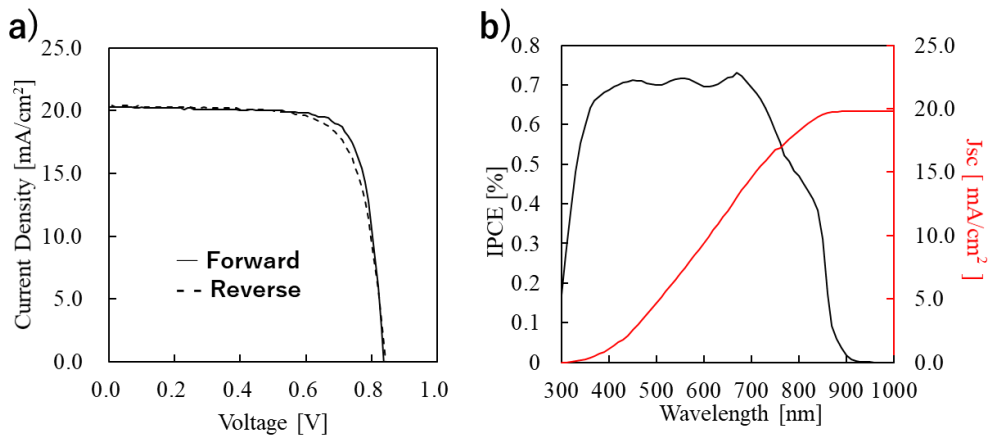 a)
Current Density [mA/cm²]
25.0
20.0
15.0
10.0
5.0
0.0
Forward
Reverse
0.0 0.2 0.4 0.6 0.8 1.0
Voltage [V]
b)
IPCE [%]
0.8
0.7
0.6
0.5
0.4
0.3
0.2
0.1
0
25.0
20.0
15.0
10.0
5.0
0.0
Jsc [ mA/cm² ]
300 400 500 600 700 800 900 1000
Wavelength [nm]